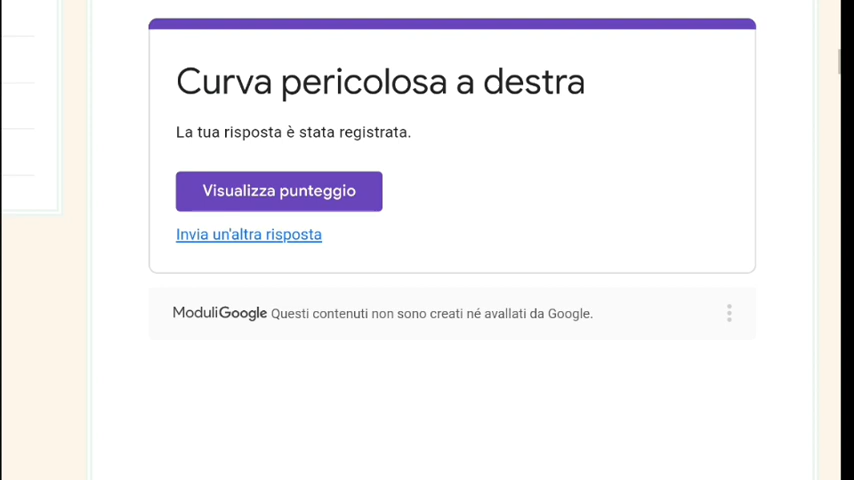 Curva pericolosa a destra
La tua risposta è stata registrata.
Visualizza punteggio
Invia un'altra risposta
ModuliGoogle Questi contenuti non sono creati né avallati da Google.